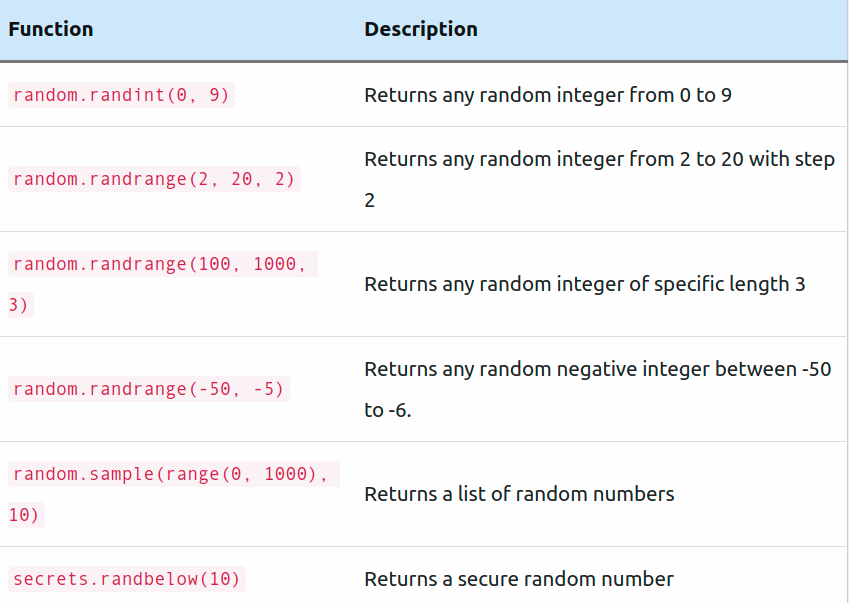 Function Description
random.randint(0, 9) Returns any random integer from 0 to 9
random.randrange(2, 20, 2) Returns any random integer from 2 to 20 with step
2
random.randrange(100, 1000,
3) Returns any random integer of specific length 3
random.randrange(-50, -5) Returns any random negative integer between -50
to -6.
random.sample(range(0, 1000),
10) Returns a list of random numbers
secrets.randbelow(10) Returns a secure random number